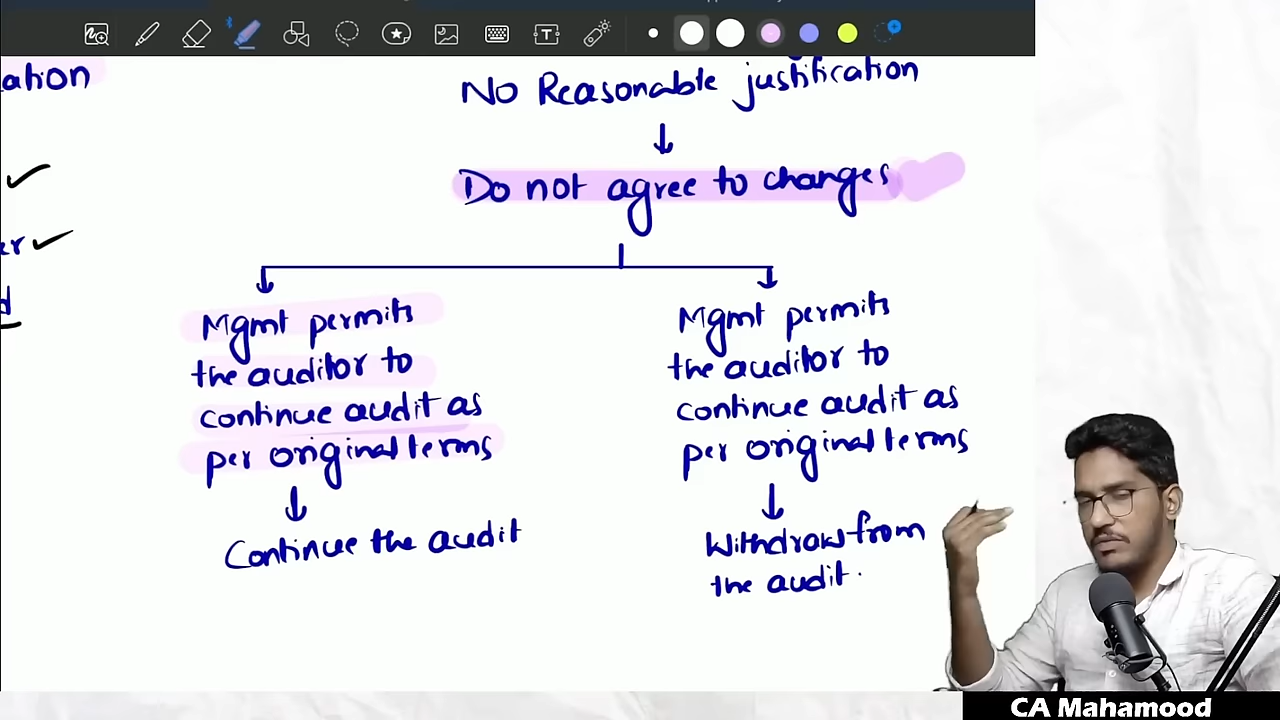 ation
er
d
No Reasonable justification
Do not agree to changes
Mgmt permits
the auditor to
continue audit as
per original terms
Continue the audit
Mgmt permits
the auditor to
continue audit as
per original terms
Withdraw from
the audit.
CA Mahamood